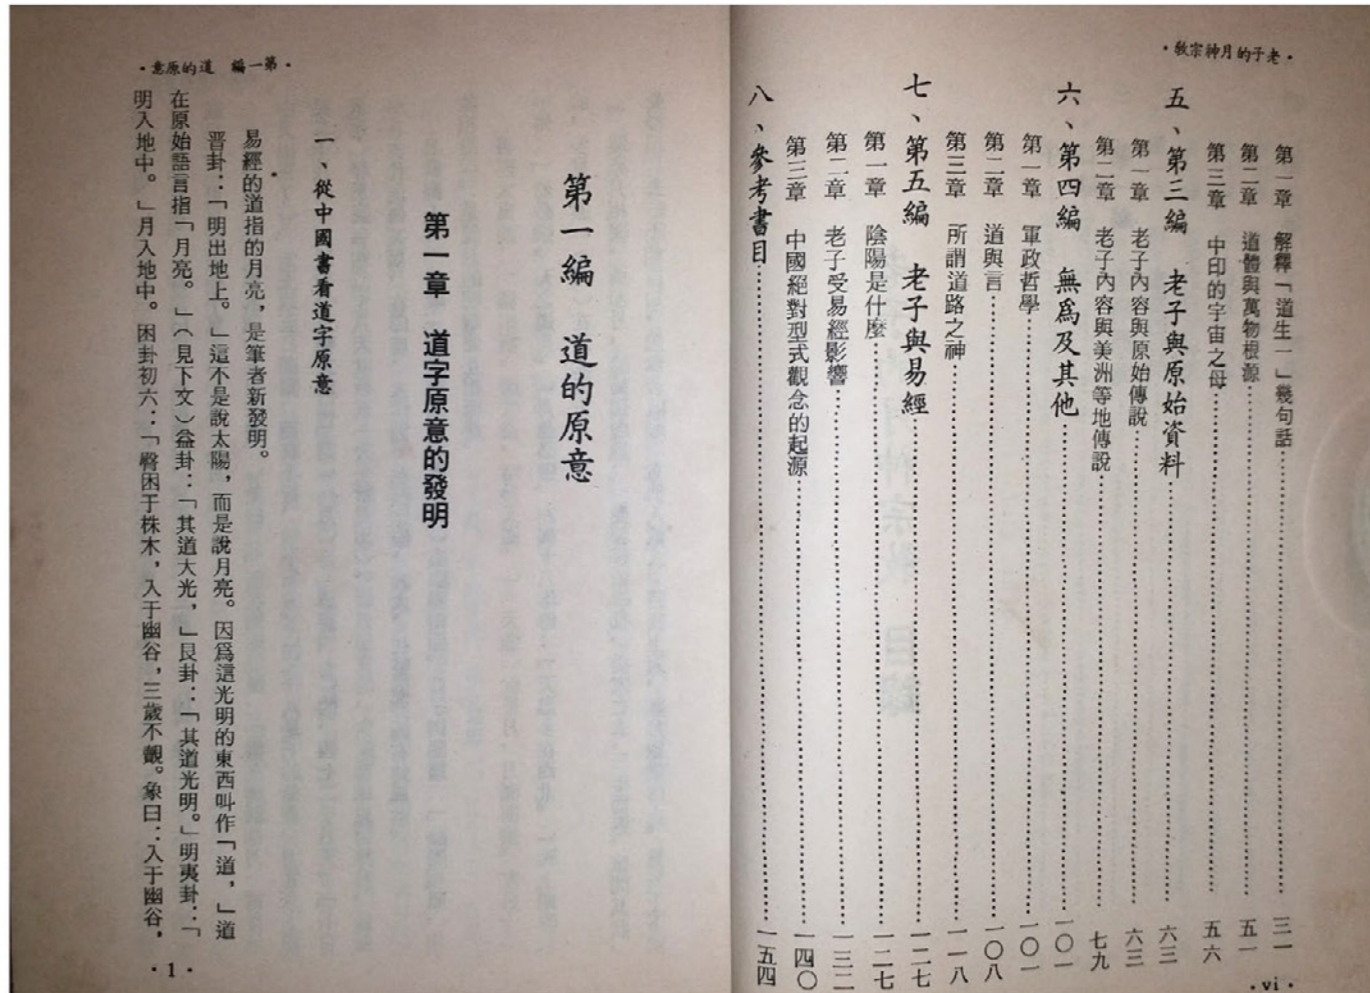 •老子的月神宗教•
第一章　解釋「道生一」幾句話…………三一
第二章　道體與萬物根源…………五一
第三章　中印的宇宙之母…………五六
五、第三編　老子與原始資料…………六三
第一章　老子內容與原始傳說…………六三
第二章　老子內容與美洲等地傳說…………七九
六、第四編　無爲及其他…………一〇一
第一章　軍政哲學…………一〇一
第二章　道與言…………一〇八
第三章　所謂道路之神…………一一八
七、第五編　老子與易經…………一二七
第一章　陰陽是什麼…………一二七
第二章　老子受易經影響…………一三二
第三章　中國絕對型式觀念的起源…………一四〇
八、參考書目…………一五四
•vi•
•第一編　道的原意•
第一編　道的原意
第一章　道字原意的發明
一、從中國書看道字原意
易經的道指的月亮，是筆者新發明。
晋卦：「明出地上。」這不是說太陽，而是說月亮。因爲這光明的東西叫作「道，」道
在原始語言指「月亮。」（見下文）益卦：「其道大光，」艮卦：「其道光明。」明夷卦：「
明入地中。」月入地中。困卦初六：「臀困于株木，入于幽谷，三歲不覿。象曰：入于幽谷，
•1•